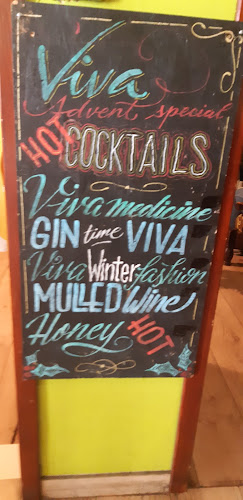 Viva
Advent special
HOT COCKTAILS
Viva medicine
GIN time VIVA
Viva Winter fashion
MULLED Wine
Honey HOT